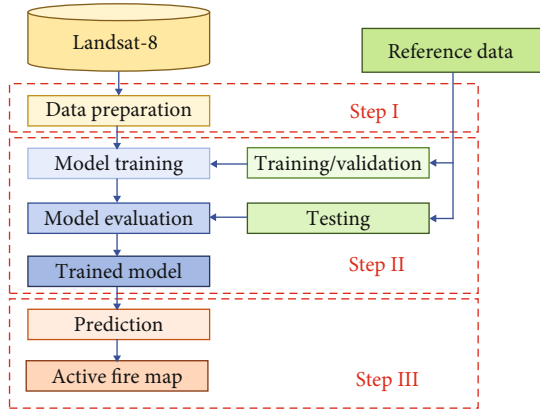 Landsat-8
Reference data
Data preparation
Step I
Model training
Training/validation
Model evaluation
Testing
Trained model
Step II
Prediction
Active fire map
Step III